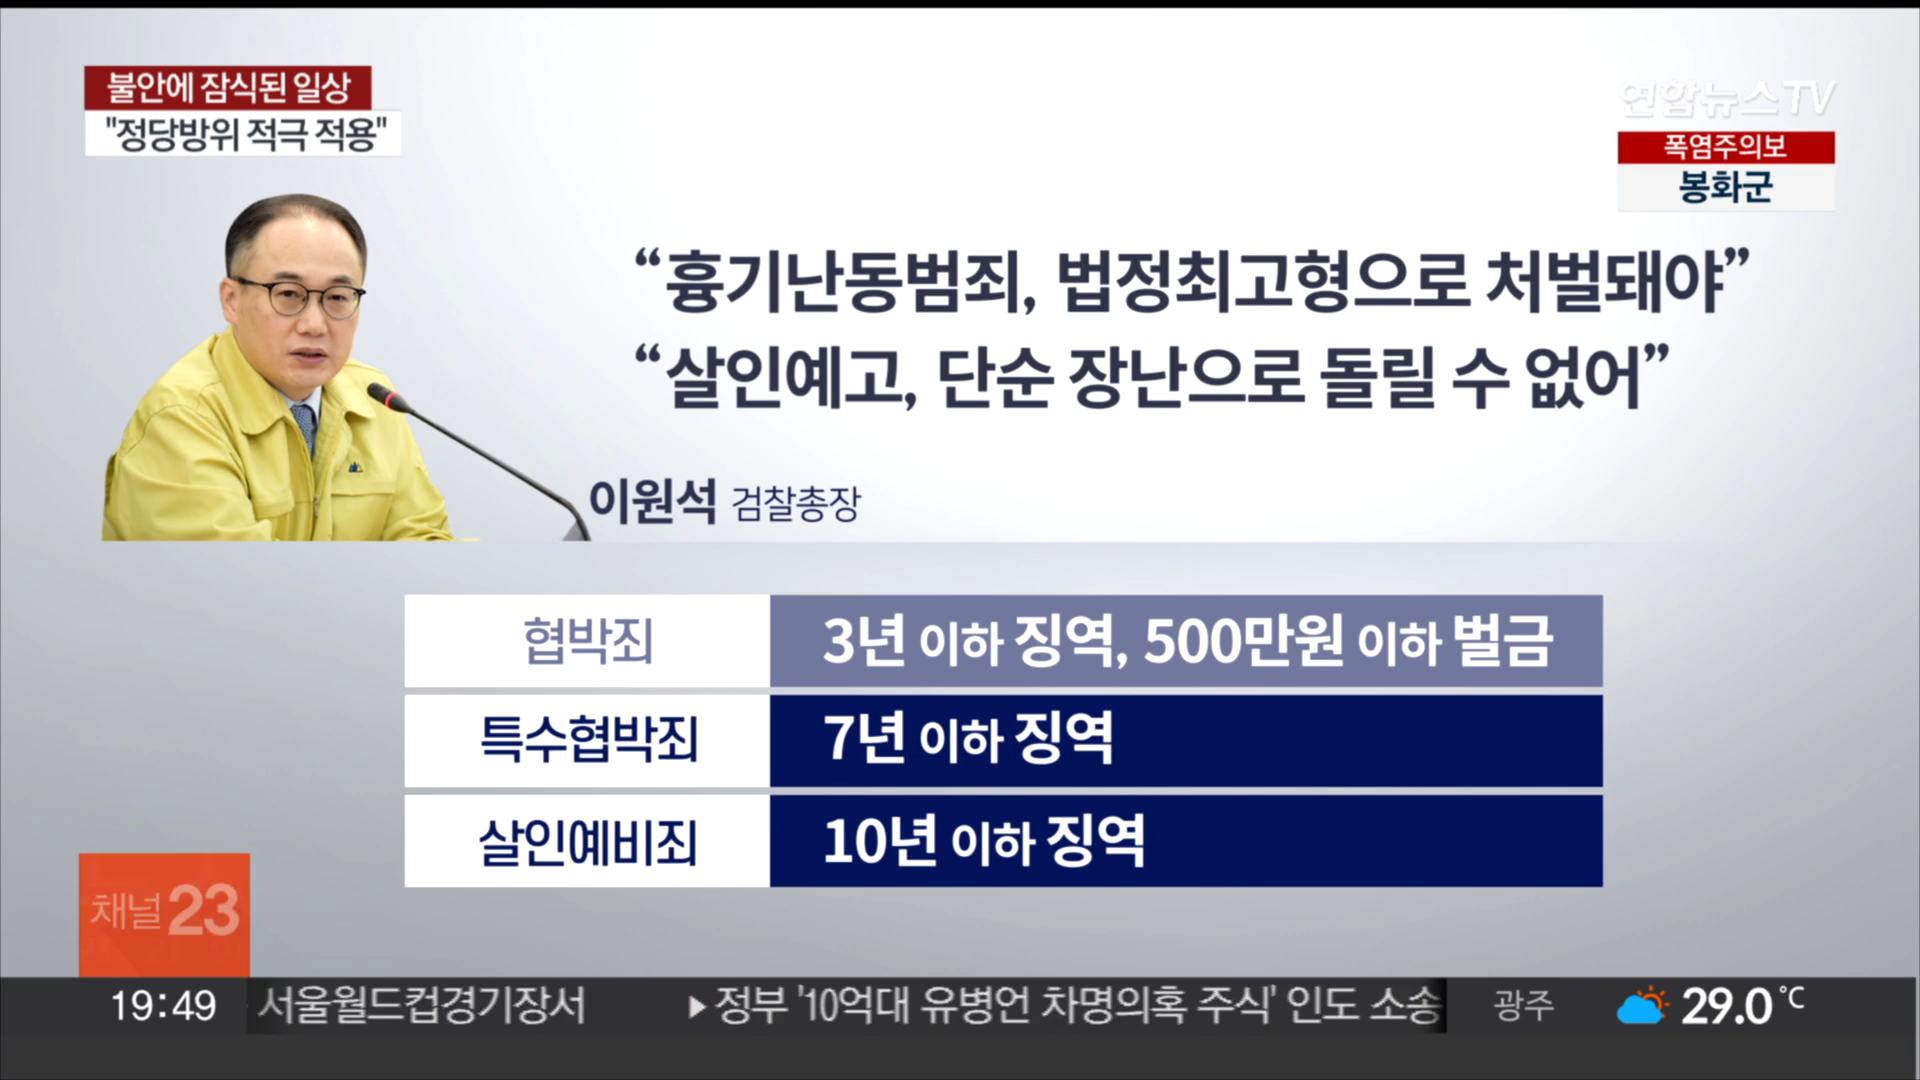 불안에 잠식된 일상
"정당방위 적극 적용"
연합뉴스TV
폭염주의보
봉화군
“흉기난동범죄, 법정최고형으로 처벌돼야”
“살인예고, 단순 장난으로 돌릴 수 없어”
이원석 검찰총장
협박죄 3년 이하 징역, 500만원 이하 벌금
특수협박죄 7년 이하 징역
살인예비죄 10년 이하 징역
채널 23
19:49 서울월드컵경기장서 ▶정부 '10억대 유병언 차명의혹 주식' 인도 소송 광주 29.0℃